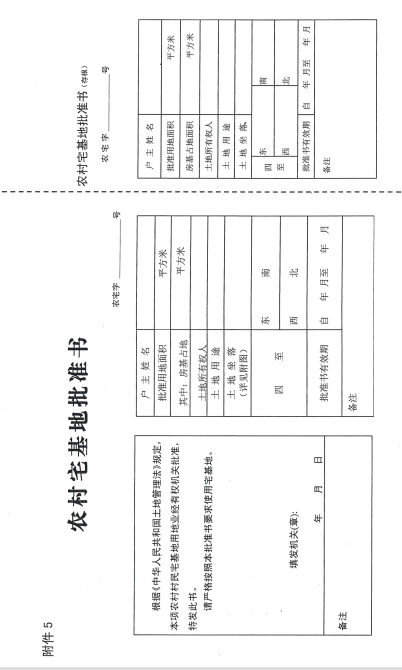 附件 5
农村宅基地批准书
根据《中华人民共和国土地管理法》规定，
本项农村村民宅基地用地业经有权机关批准，
特发此书。
请严格按照本批准书要求使用宅基地。
填发机关(章):
年 月 日
备注
农宅字 ______号
户 主 姓 名
批准用地面积 平方米
其中：房基占地 平方米
土地所有权人
土 地 用 途
土 地 坐 落
(详见附图)
四 至
东 南
西 北
批准书有效期 自 年 月至 年 月
备注
农村宅基地批准书(存根)
农宅字 ______号
户 主 姓 名
批准用地面积 平方米
房基占地面积 平方米
土地所有权人
土 地 用 途
土 地 坐 落
四 至
东 南
西 北
批准书有效期 自 年 月至 年 月
备注